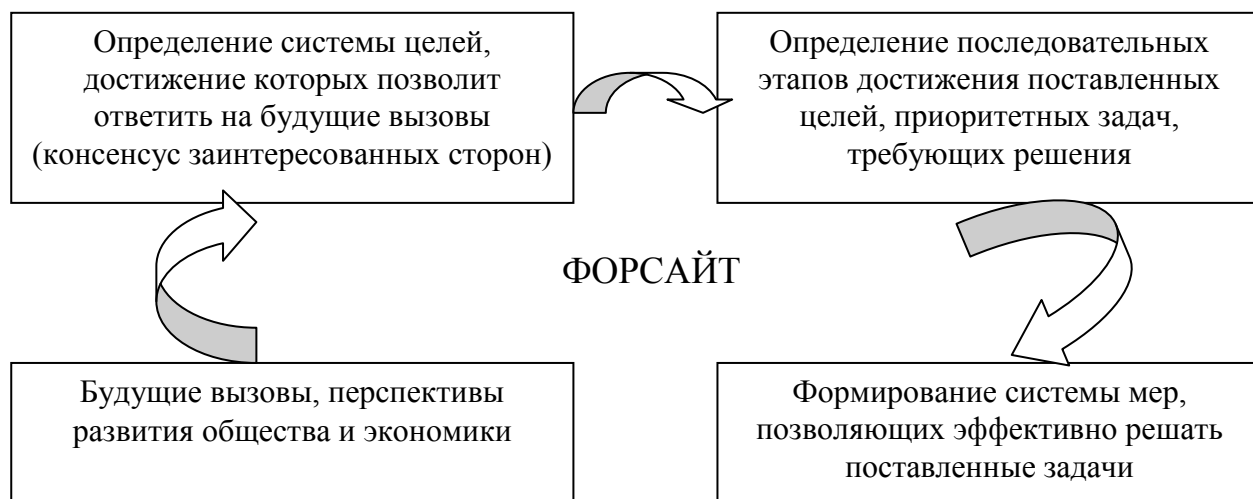 Определение системы целей,
достижение которых позволит
ответить на будущие вызовы
(консенсус заинтересованных сторон)
Определение последовательных
этапов достижения поставленных
целей, приоритетных задач,
требующих решения
ФОРСАЙТ
Будущие вызовы, перспективы
развития общества и экономики
Формирование системы мер,
позволяющих эффективно решать
поставленные задачи